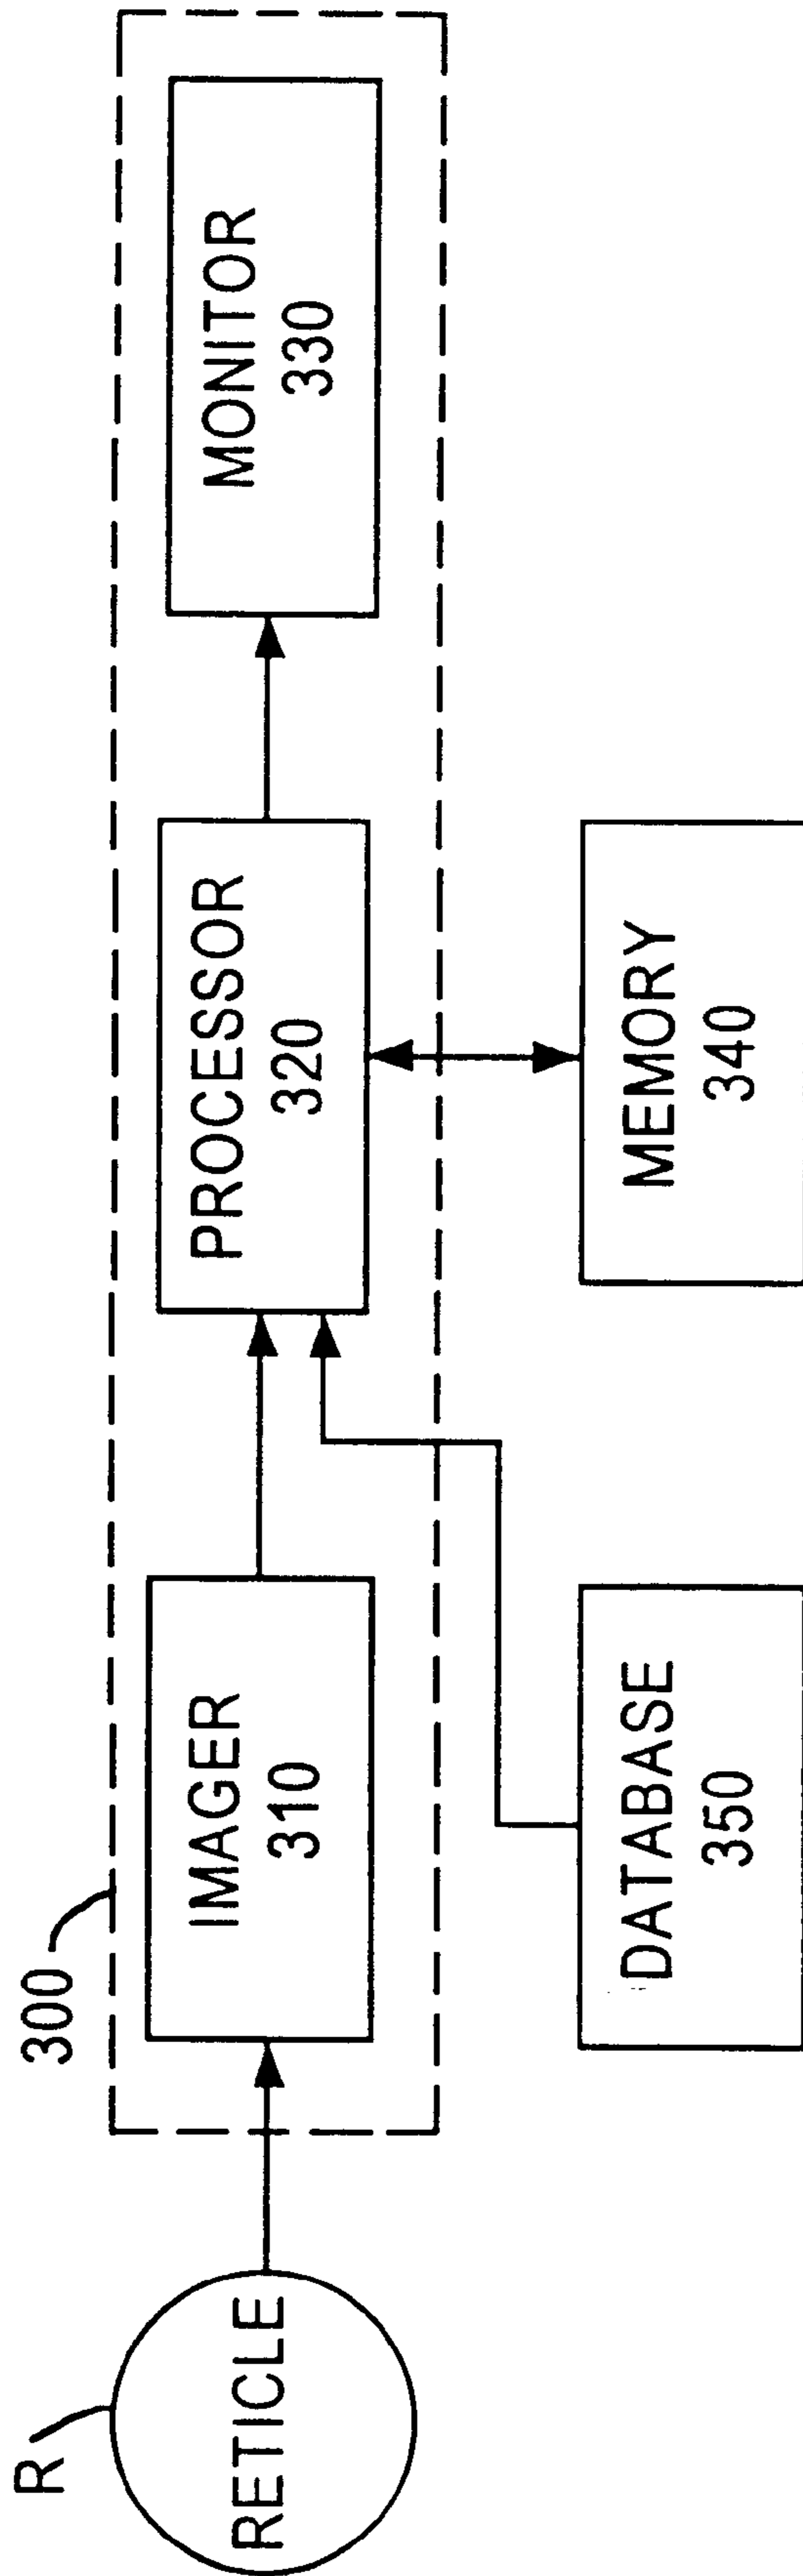 R
RETICLE
300
IMAGER
310
PROCESSOR
320
MONITOR
330
DATABASE
350
MEMORY
340